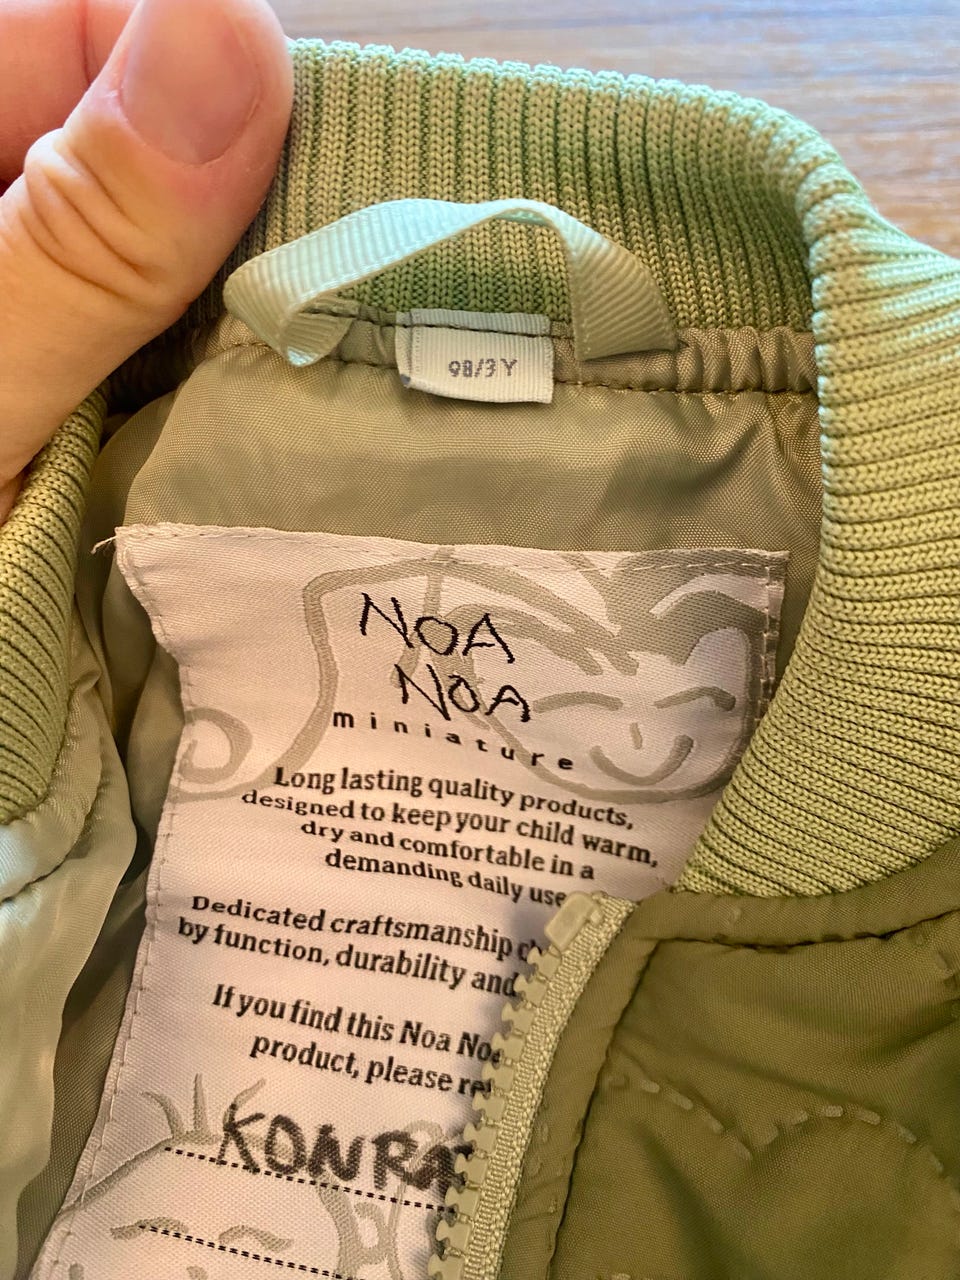 98/3 Y
NOA
NOA
miniature
Long lasting quality products,
designed to keep your child warm,
dry and comfortable in a
demanding daily use
Dedicated craftsmanship
by function, durability and
If you find this Noa Noa
product, please